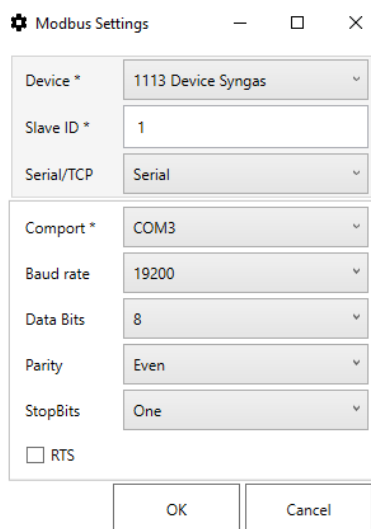 Modbus Settings
Device * 1113 Device Syngas
Slave ID * 1
Serial/TCP Serial
Comport * COM3
Baud rate 19200
Data Bits 8
Parity Even
StopBits One
RTS
OK Cancel